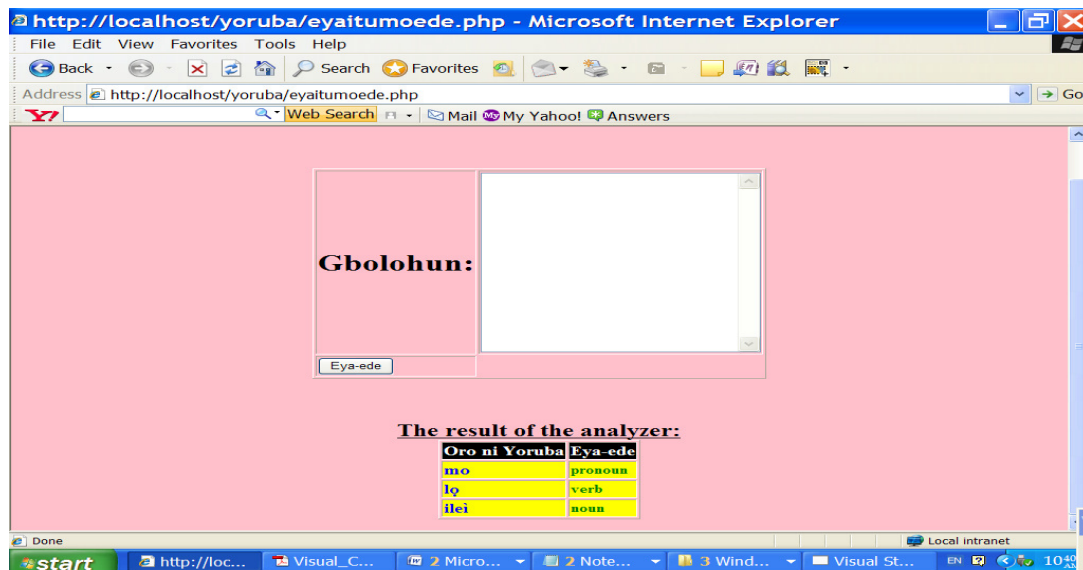 http://localhost/yoruba/eyaitumoede.php - Microsoft Internet Explorer
File Edit View Favorites Tools Help
Back Search Favorites
Address http://localhost/yoruba/eyaitumoede.php Go
Y! Web Search Mail My My Yahoo! Answers
Gbolohun:
Eya-ede
The result of the analyzer:
Oro ni Yoruba Eya-ede
mo pronoun
lọ verb
ileì noun
Done Local intranet
start http://loc... Visual_C... 2 Micro... 2 Note... 3 Wind... Visual St... EN